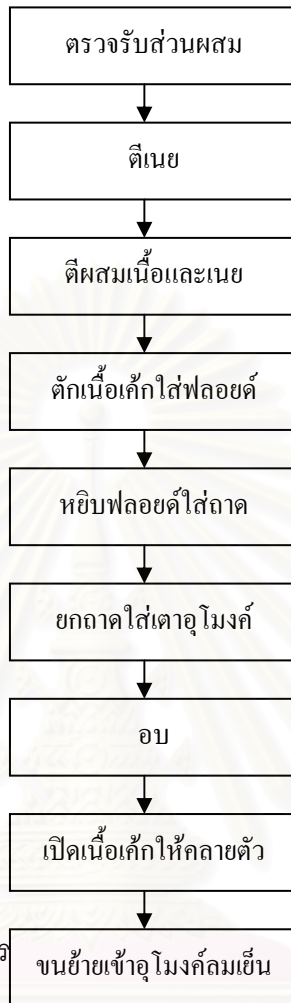 ตรวจรับส่วนผสม
ตีเนย
ตีผสมเนื้อและเนย
ตักเนื้อเค้กใส่ฟลอยด์
หยิบฟลอยด์ใส่ถาด
ยกถาดใส่เตาอุโมงค์
อบ
เปิดเนื้อเค้กให้คลายตัว
ขนย้ายเข้าอุโมงค์ลมเย็น